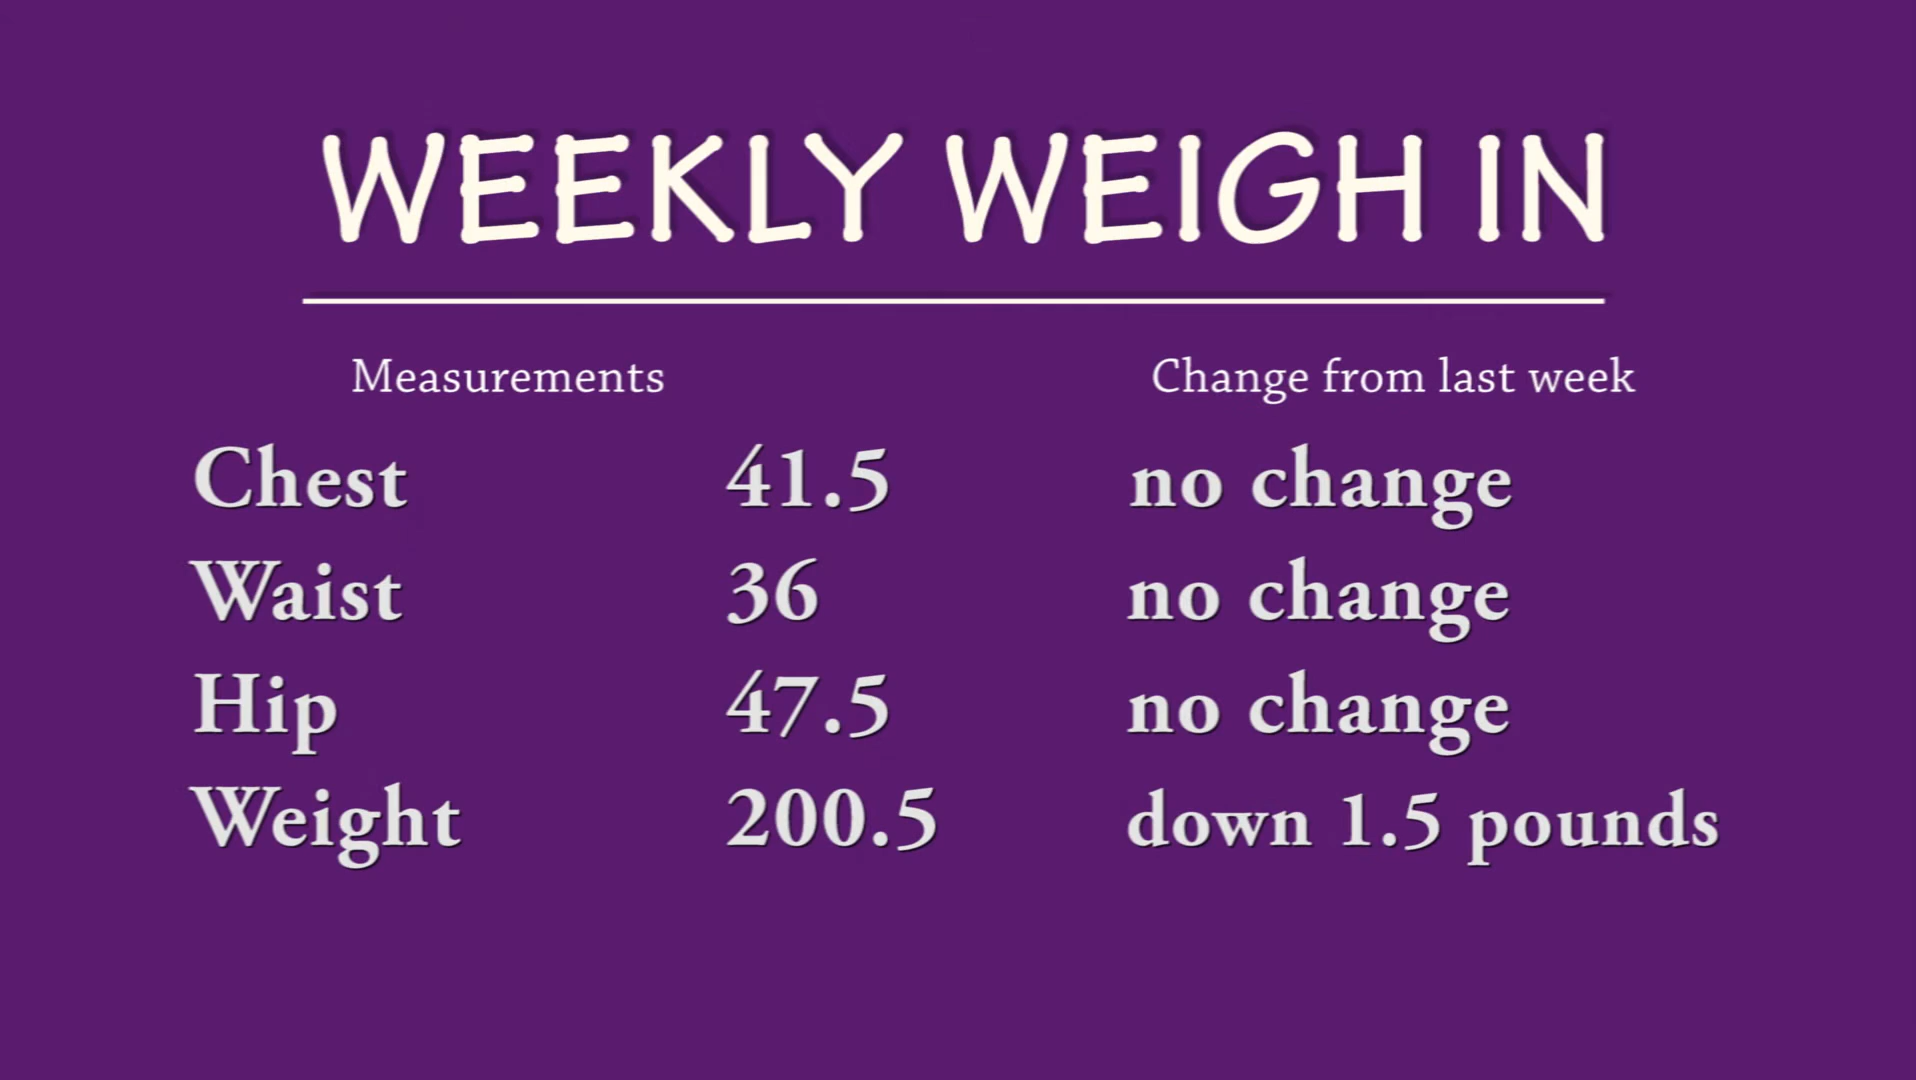 WEEKLY WEIGH IN
Measurements Change from last week
Chest 41.5 no change
Waist 36 no change
Hip 47.5 no change
Weight 200.5 down 1.5 pounds